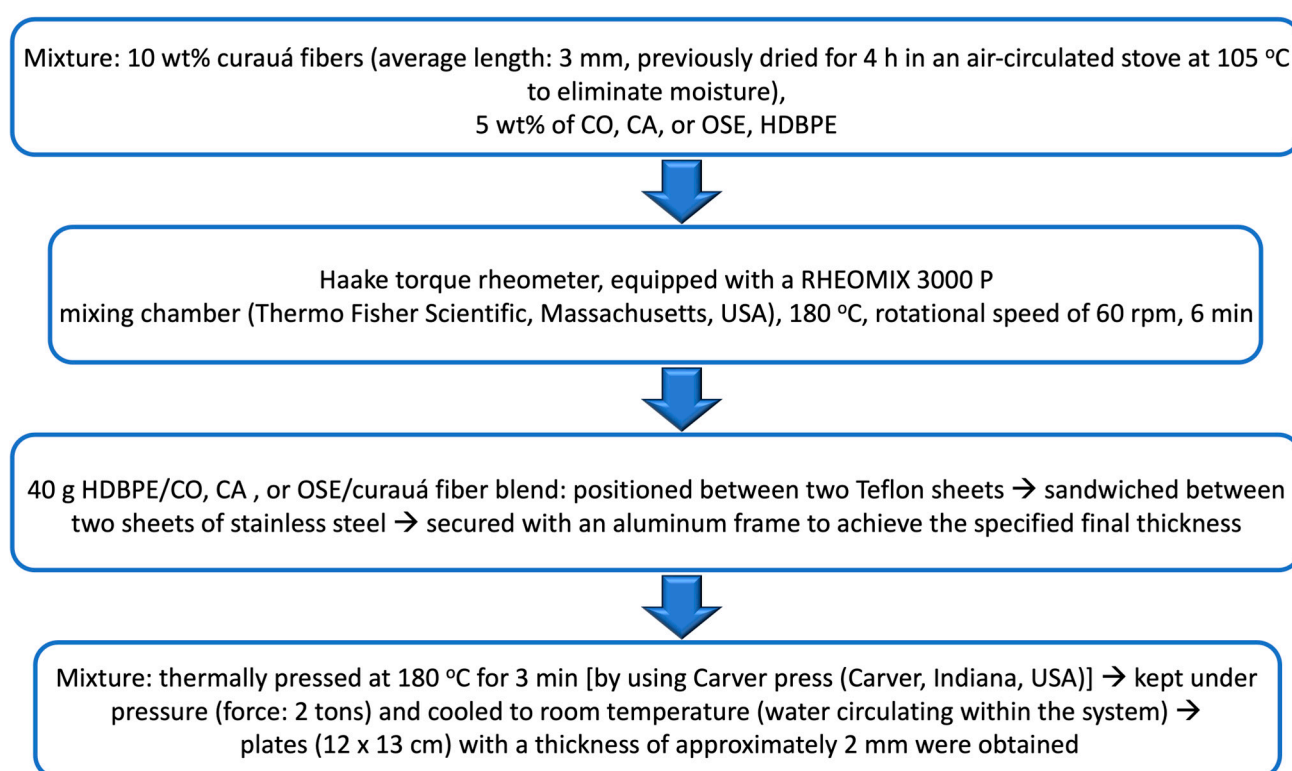 Mixture: 10 wt% curauá fibers (average length: 3 mm, previously dried for 4 h in an air-circulated stove at 105 ºC
to eliminate moisture),
5 wt% of CO, CA, or OSE, HDBPE
Haake torque rheometer, equipped with a RHEOMIX 3000 P
mixing chamber (Thermo Fisher Scientific, Massachusetts, USA), 180 ºC, rotational speed of 60 rpm, 6 min
40 g HDBPE/CO, CA , or OSE/curauá fiber blend: positioned between two Teflon sheets → sandwiched between
two sheets of stainless steel → secured with an aluminum frame to achieve the specified final thickness
Mixture: thermally pressed at 180 ºC for 3 min [by using Carver press (Carver, Indiana, USA)] → kept under
pressure (force: 2 tons) and cooled to room temperature (water circulating within the system) →
plates (12 x 13 cm) with a thickness of approximately 2 mm were obtained